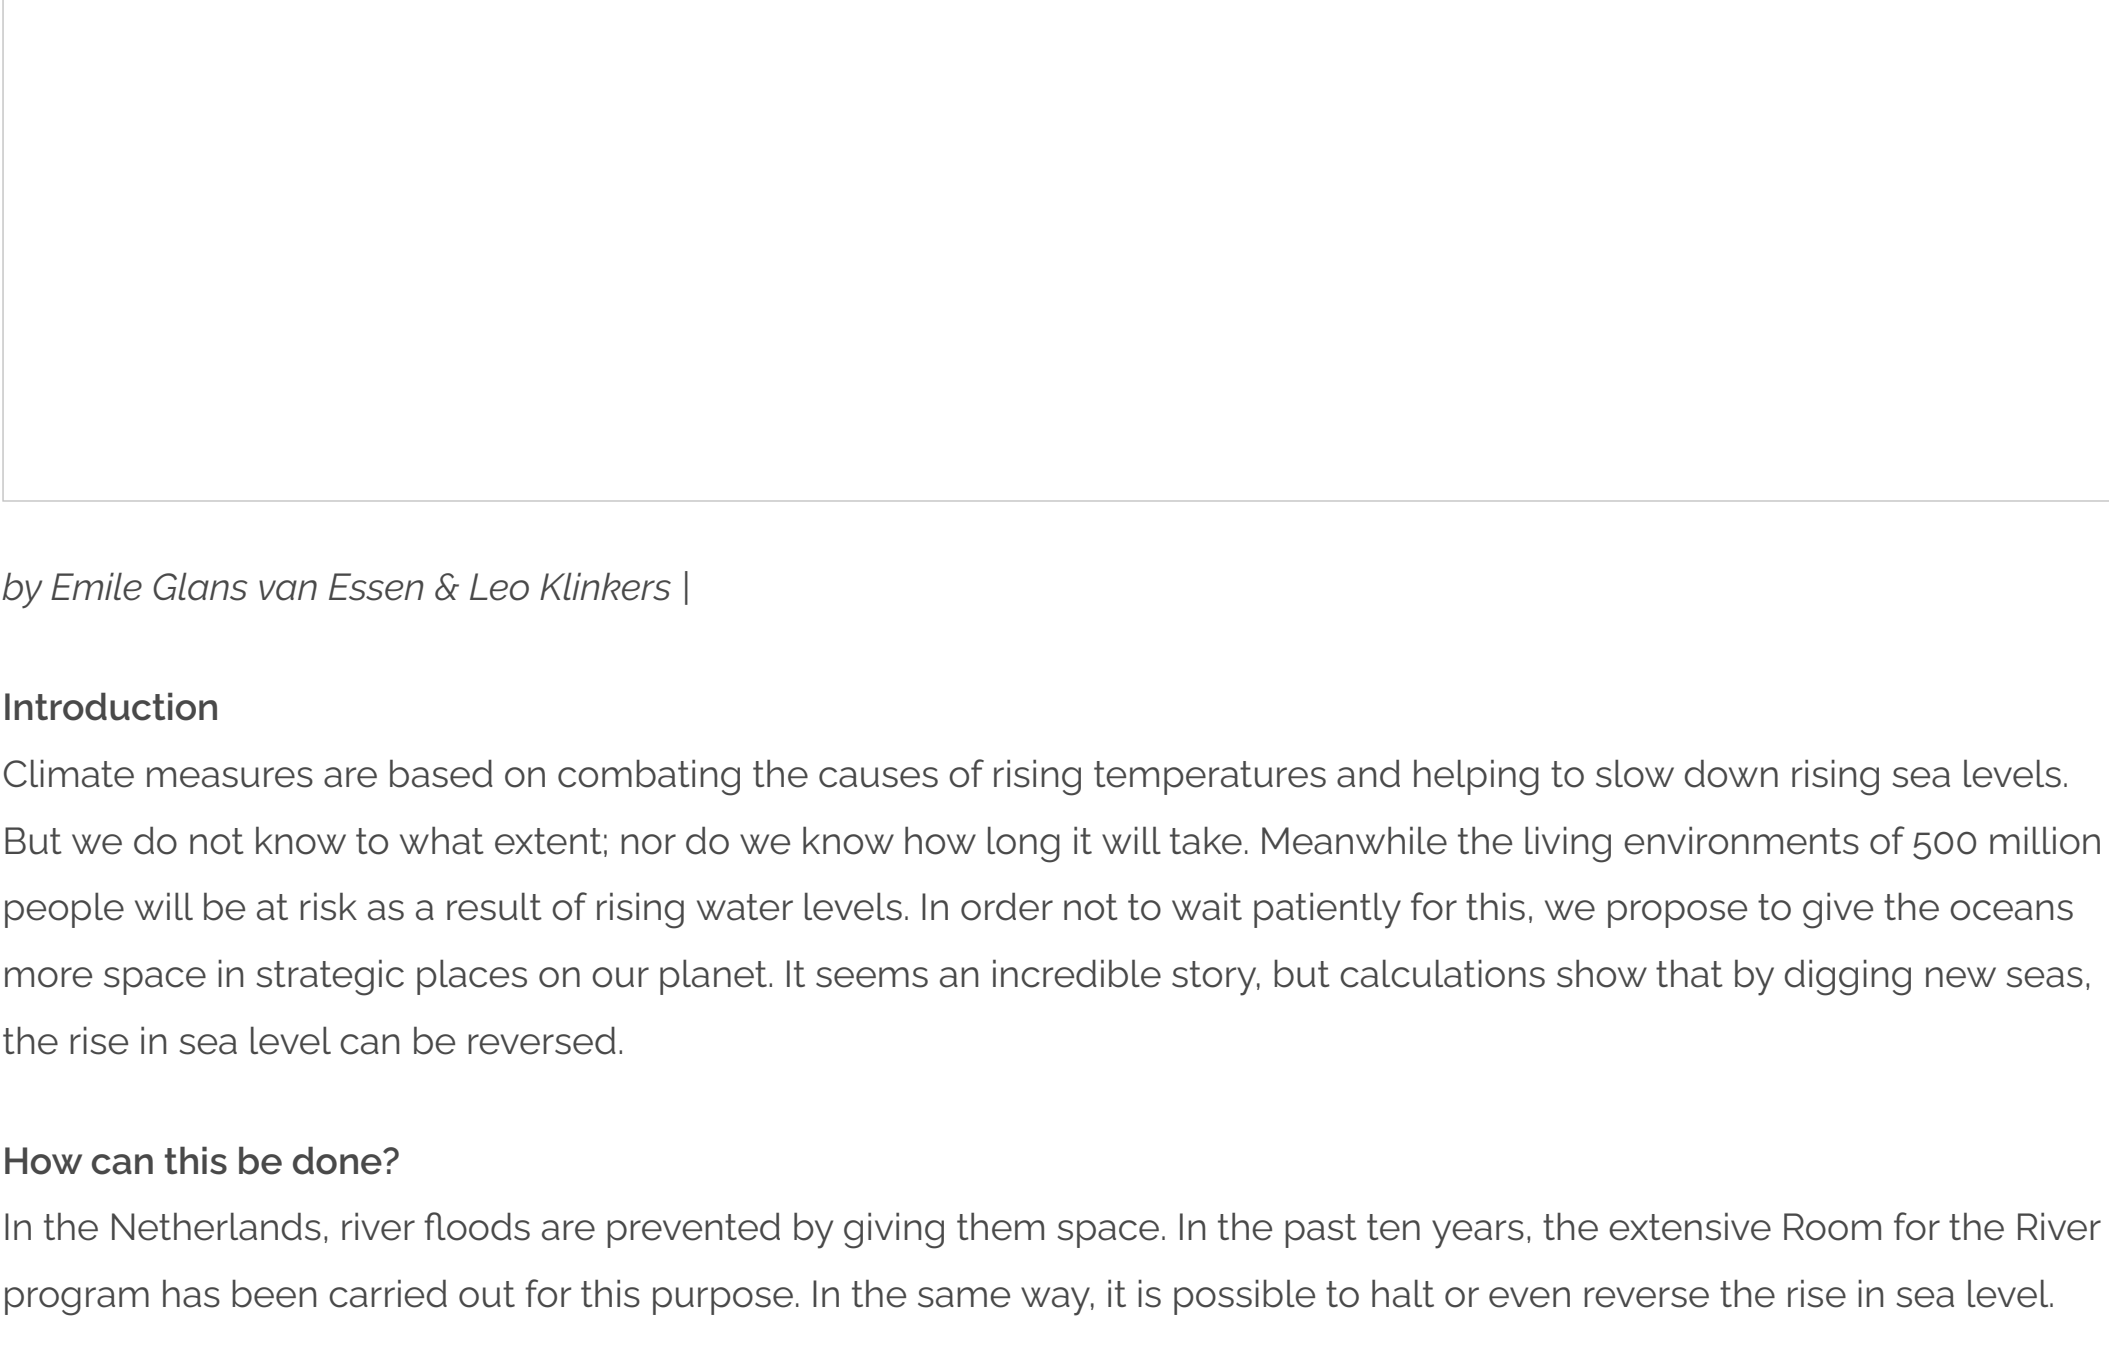 by Emile Glans van Essen & Leo Klinkers |
Introduction
Climate measures are based on combating the causes of rising temperatures and helping to slow down rising sea levels.
But we do not know to what extent; nor do we know how long it will take. Meanwhile the living environments of 500 million
people will be at risk as a result of rising water levels. In order not to wait patiently for this, we propose to give the oceans
more space in strategic places on our planet. It seems an incredible story, but calculations show that by digging new seas,
the rise in sea level can be reversed.
How can this be done?
In the Netherlands, river floods are prevented by giving them space. In the past ten years, the extensive Room for the River
program has been carried out for this purpose. In the same way, it is possible to halt or even reverse the rise in sea level.